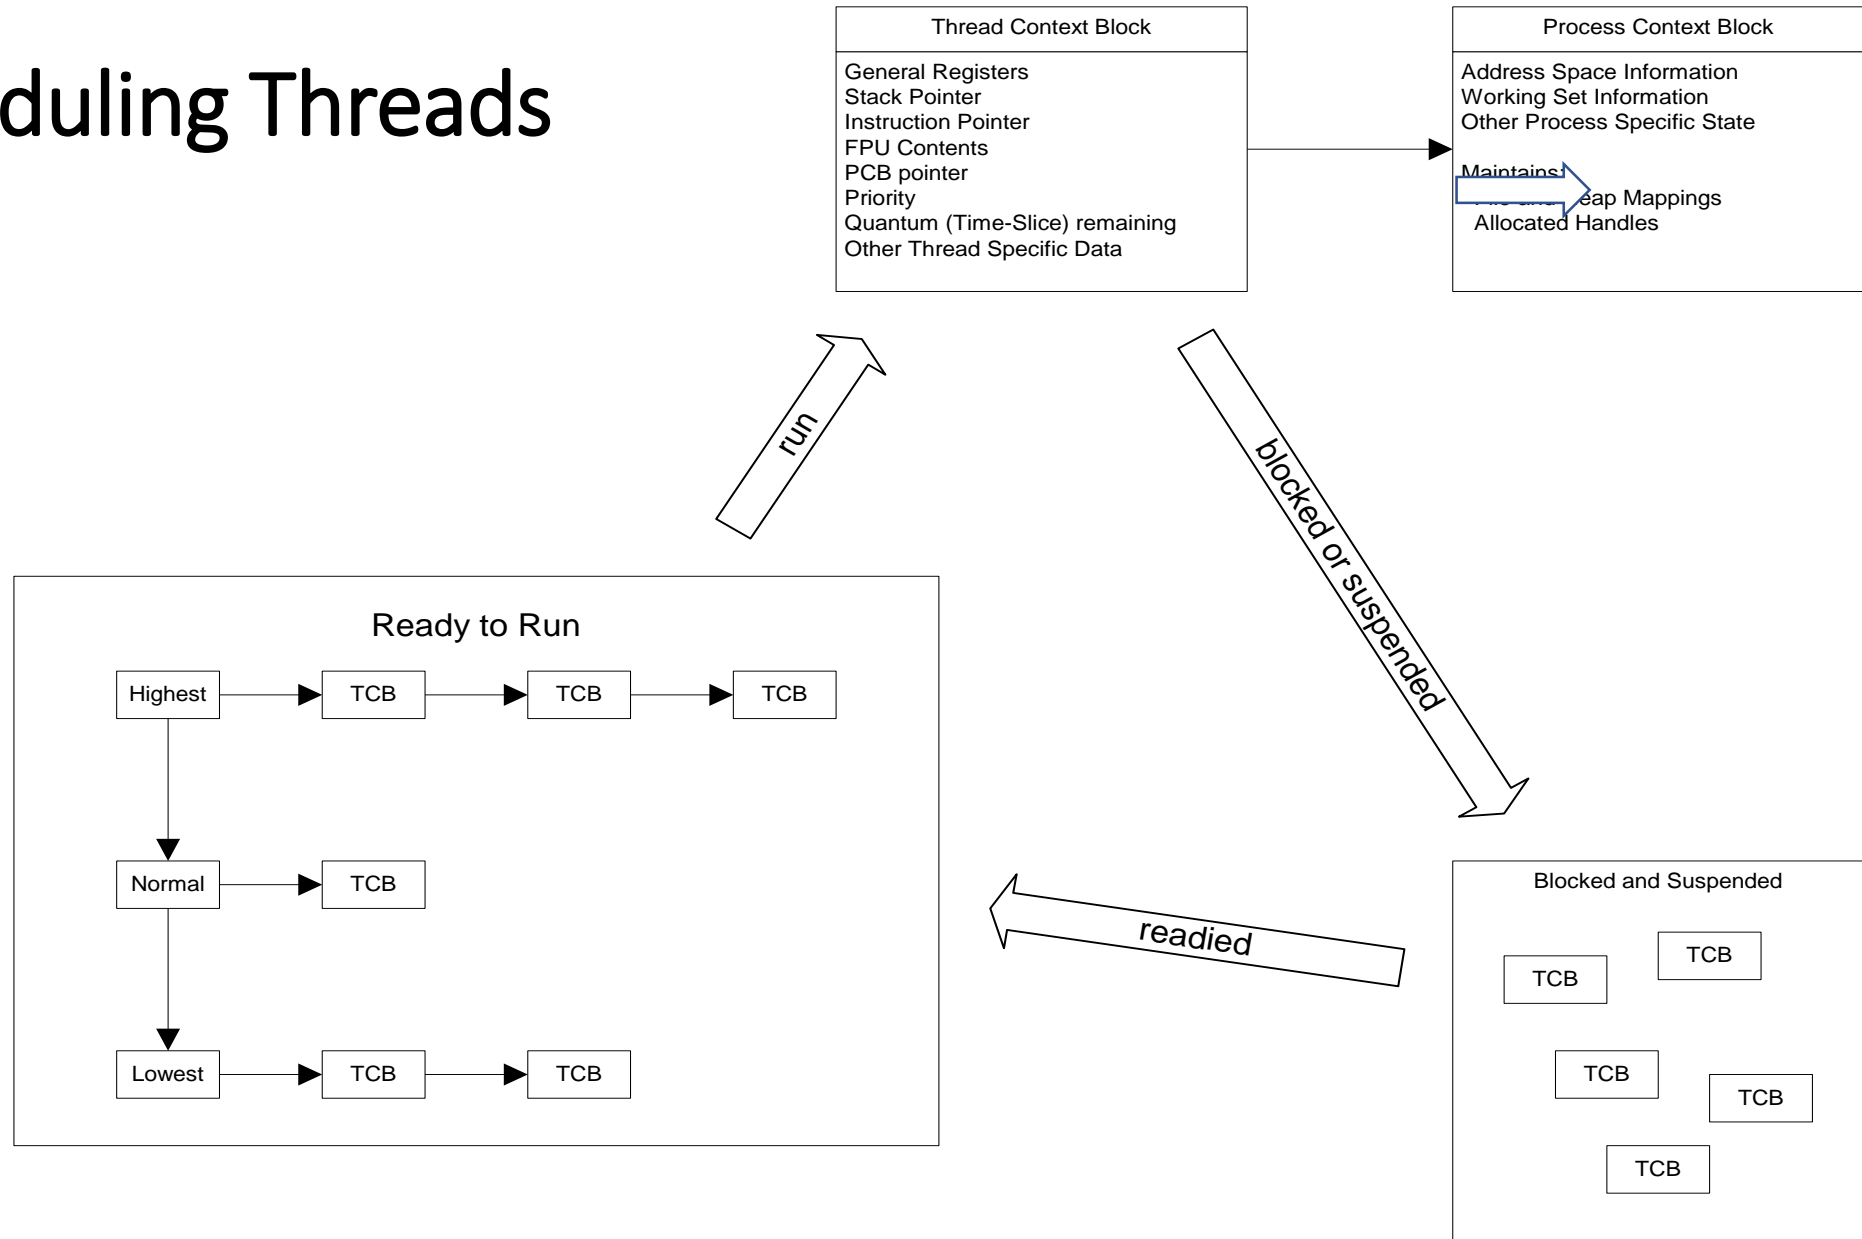 duling Threads
Thread Context Block
General Registers
Stack Pointer
Instruction Pointer
FPU Contents
PCB pointer
Priority
Quantum (Time-Slice) remaining
Other Thread Specific Data
Process Context Block
Address Space Information
Working Set Information
Other Process Specific State
Maintains:
eap Mappings
Allocated Handles
run
blocked or suspended
Ready to Run
Highest TCB TCB TCB
Normal TCB
Lowest TCB TCB
readied
Blocked and Suspended
TCB
TCB
TCB
TCB
TCB